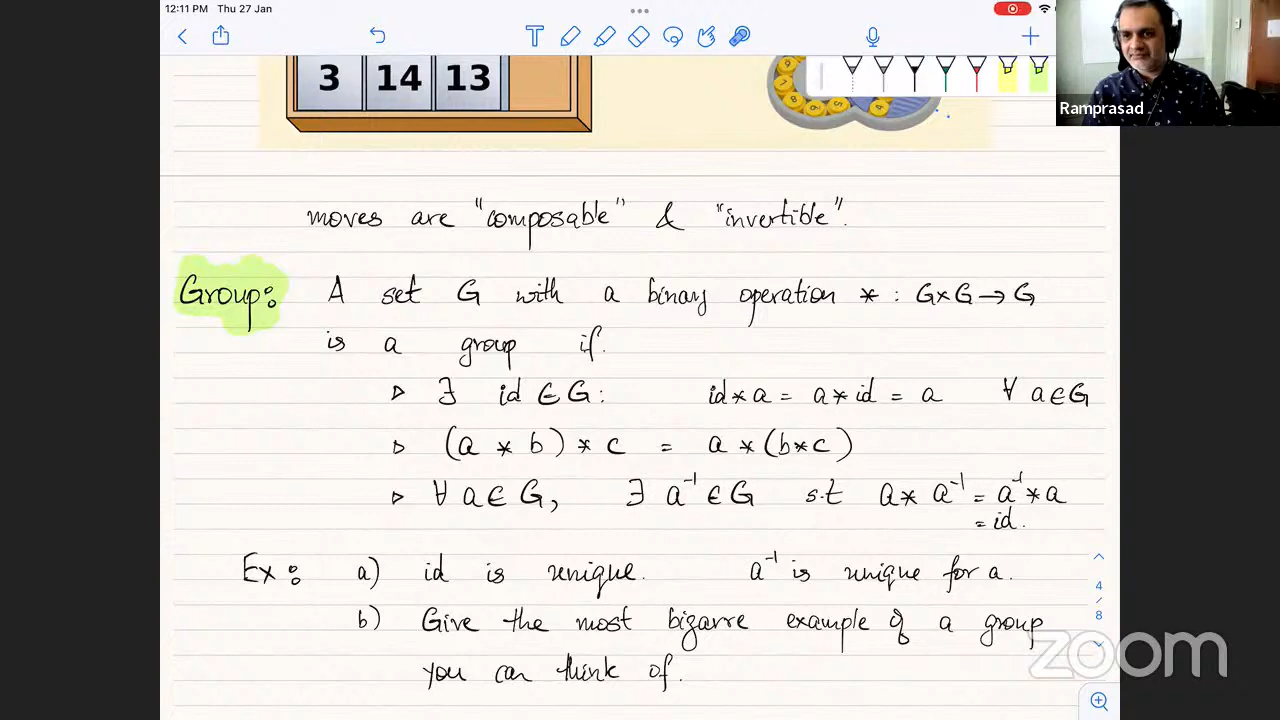 12:11 PM Thu 27 Jan
3 14 13
Ramprasad
moves are "composable" & "invertible".
Group: A set G with a binary operation * : G×G → G
is a group if.
▷ ∃ id ∈ G: id * a = a * id = a ∀ a∈G
▷ (a * b) * c = a * (b * c)
▷ ∀ a ∈ G, ∃ a⁻¹ ∈ G s.t a * a⁻¹ = a⁻¹ * a
= id.
Ex: a) id is unique. a⁻¹ is unique for a.
b) Give the most bizarre example of a group
you can think of.
4
/
8
zoom